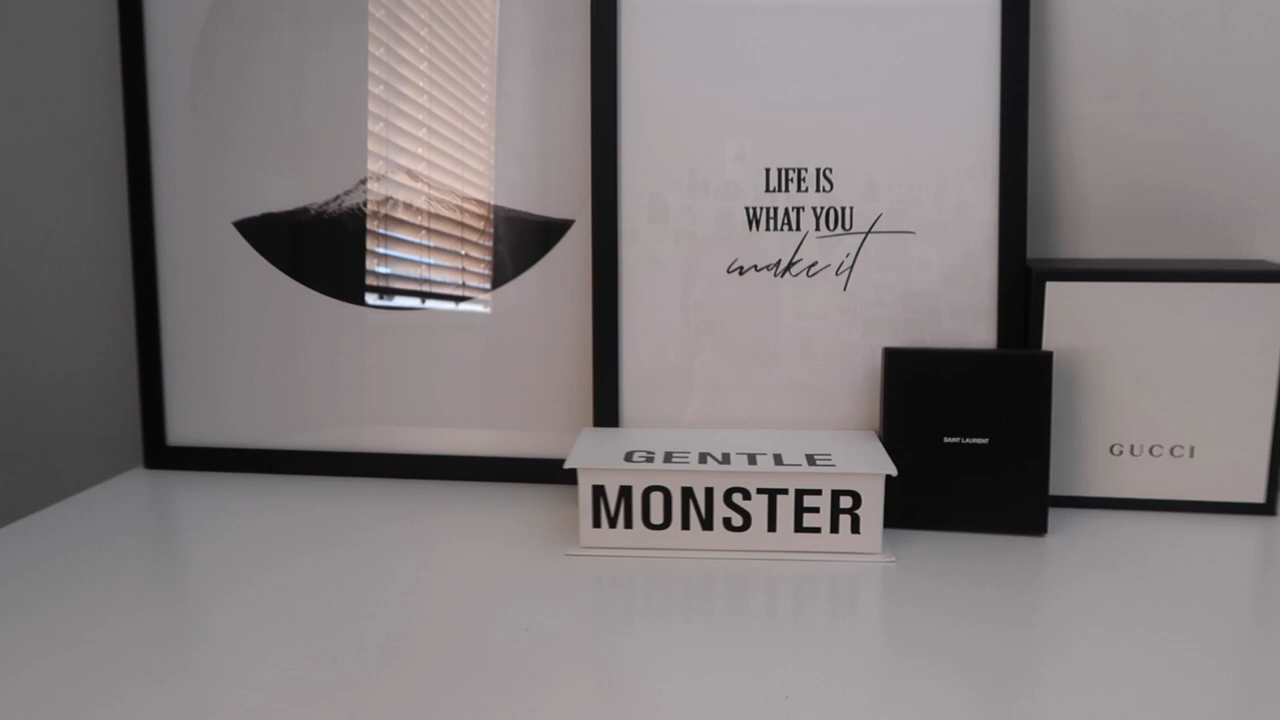 LIFE IS
WHAT YOU
make it
GENTLE
MONSTER
SAINT LAURENT
GUCCI